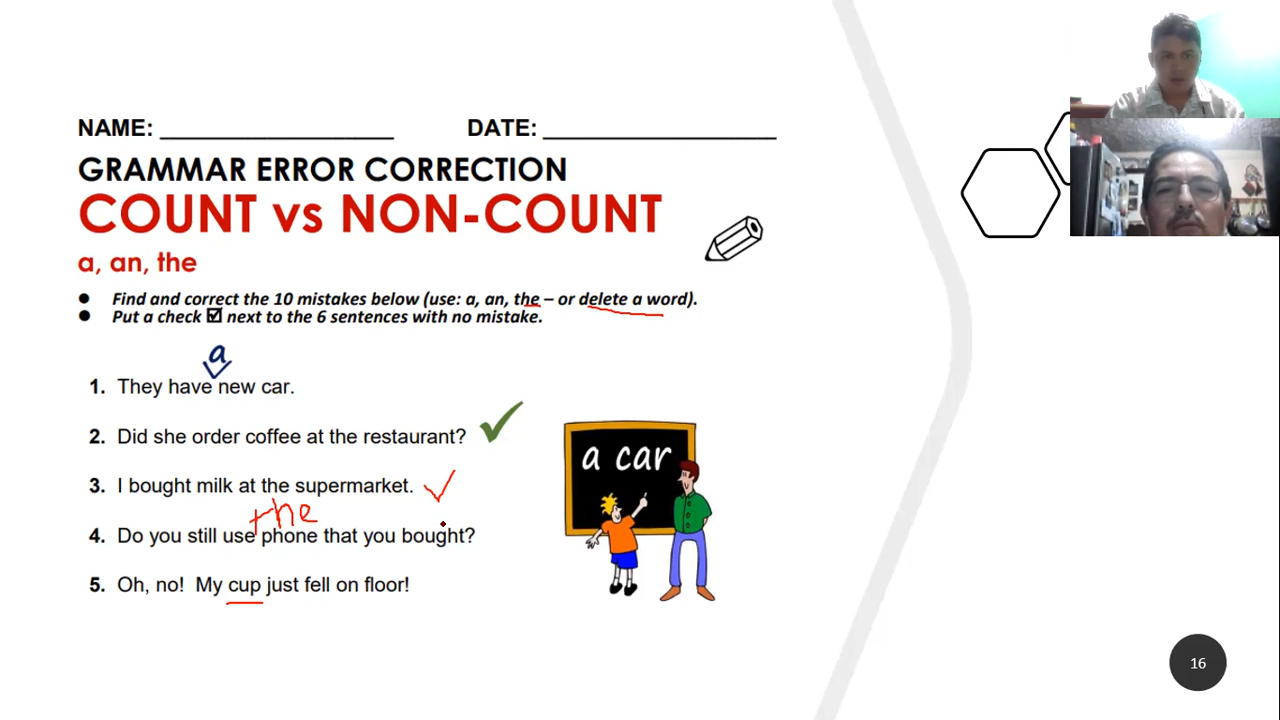 NAME: ____________________ DATE: ____________________
GRAMMAR ERROR CORRECTION
COUNT vs NON-COUNT
a, an, the
● Find and correct the 10 mistakes below (use: a, an, the – or delete a word).
● Put a check ☑ next to the 6 sentences with no mistake.
a
1. They have new car.
2. Did she order coffee at the restaurant? ✓
3. I bought milk at the supermarket. ✓
the
4. Do you still use phone that you bought?
5. Oh, no! My cup just fell on floor!
a car
16